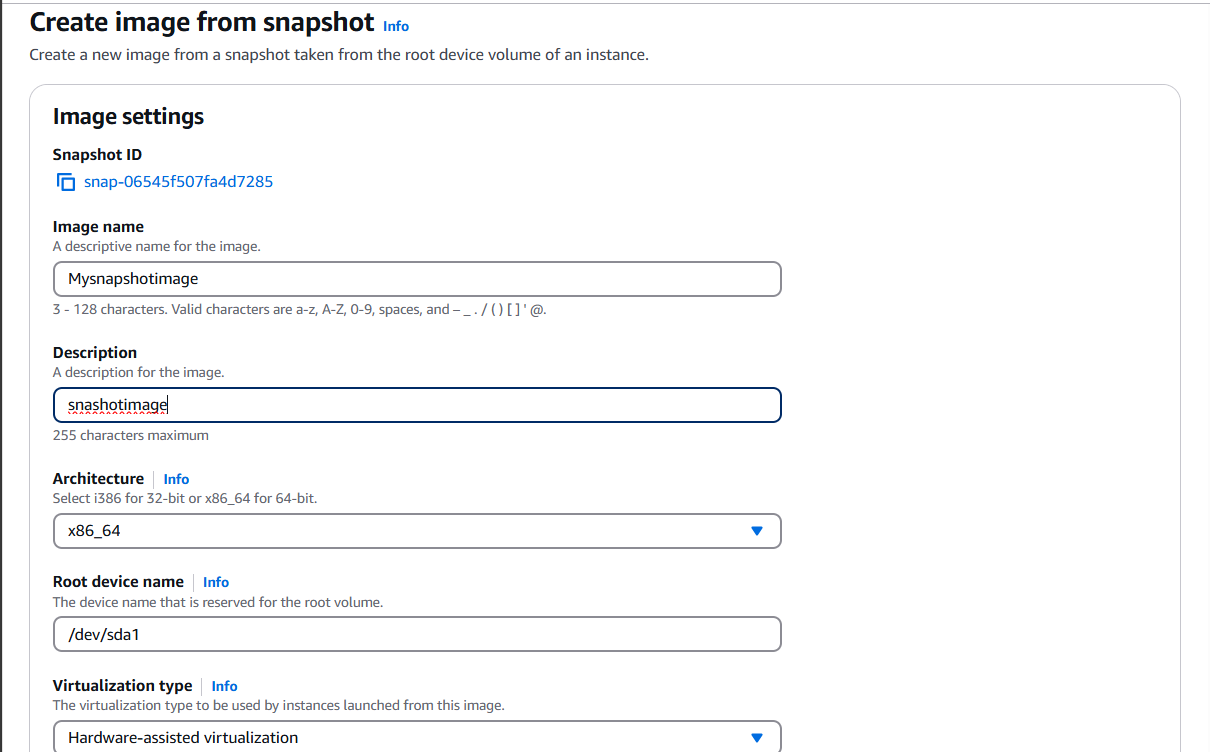 Create image from snapshot Info
Create a new image from a snapshot taken from the root device volume of an instance.
Image settings
Snapshot ID
snap-06545f507fa4d7285
Image name
A descriptive name for the image.
Mysnapshotimage
3 - 128 characters. Valid characters are a-z, A-Z, 0-9, spaces, and – _ . / ( ) [ ] ' @.
Description
A description for the image.
snashotimage
255 characters maximum
Architecture Info
Select i386 for 32-bit or x86_64 for 64-bit.
x86_64
Root device name Info
The device name that is reserved for the root volume.
/dev/sda1
Virtualization type Info
The virtualization type to be used by instances launched from this image.
Hardware-assisted virtualization